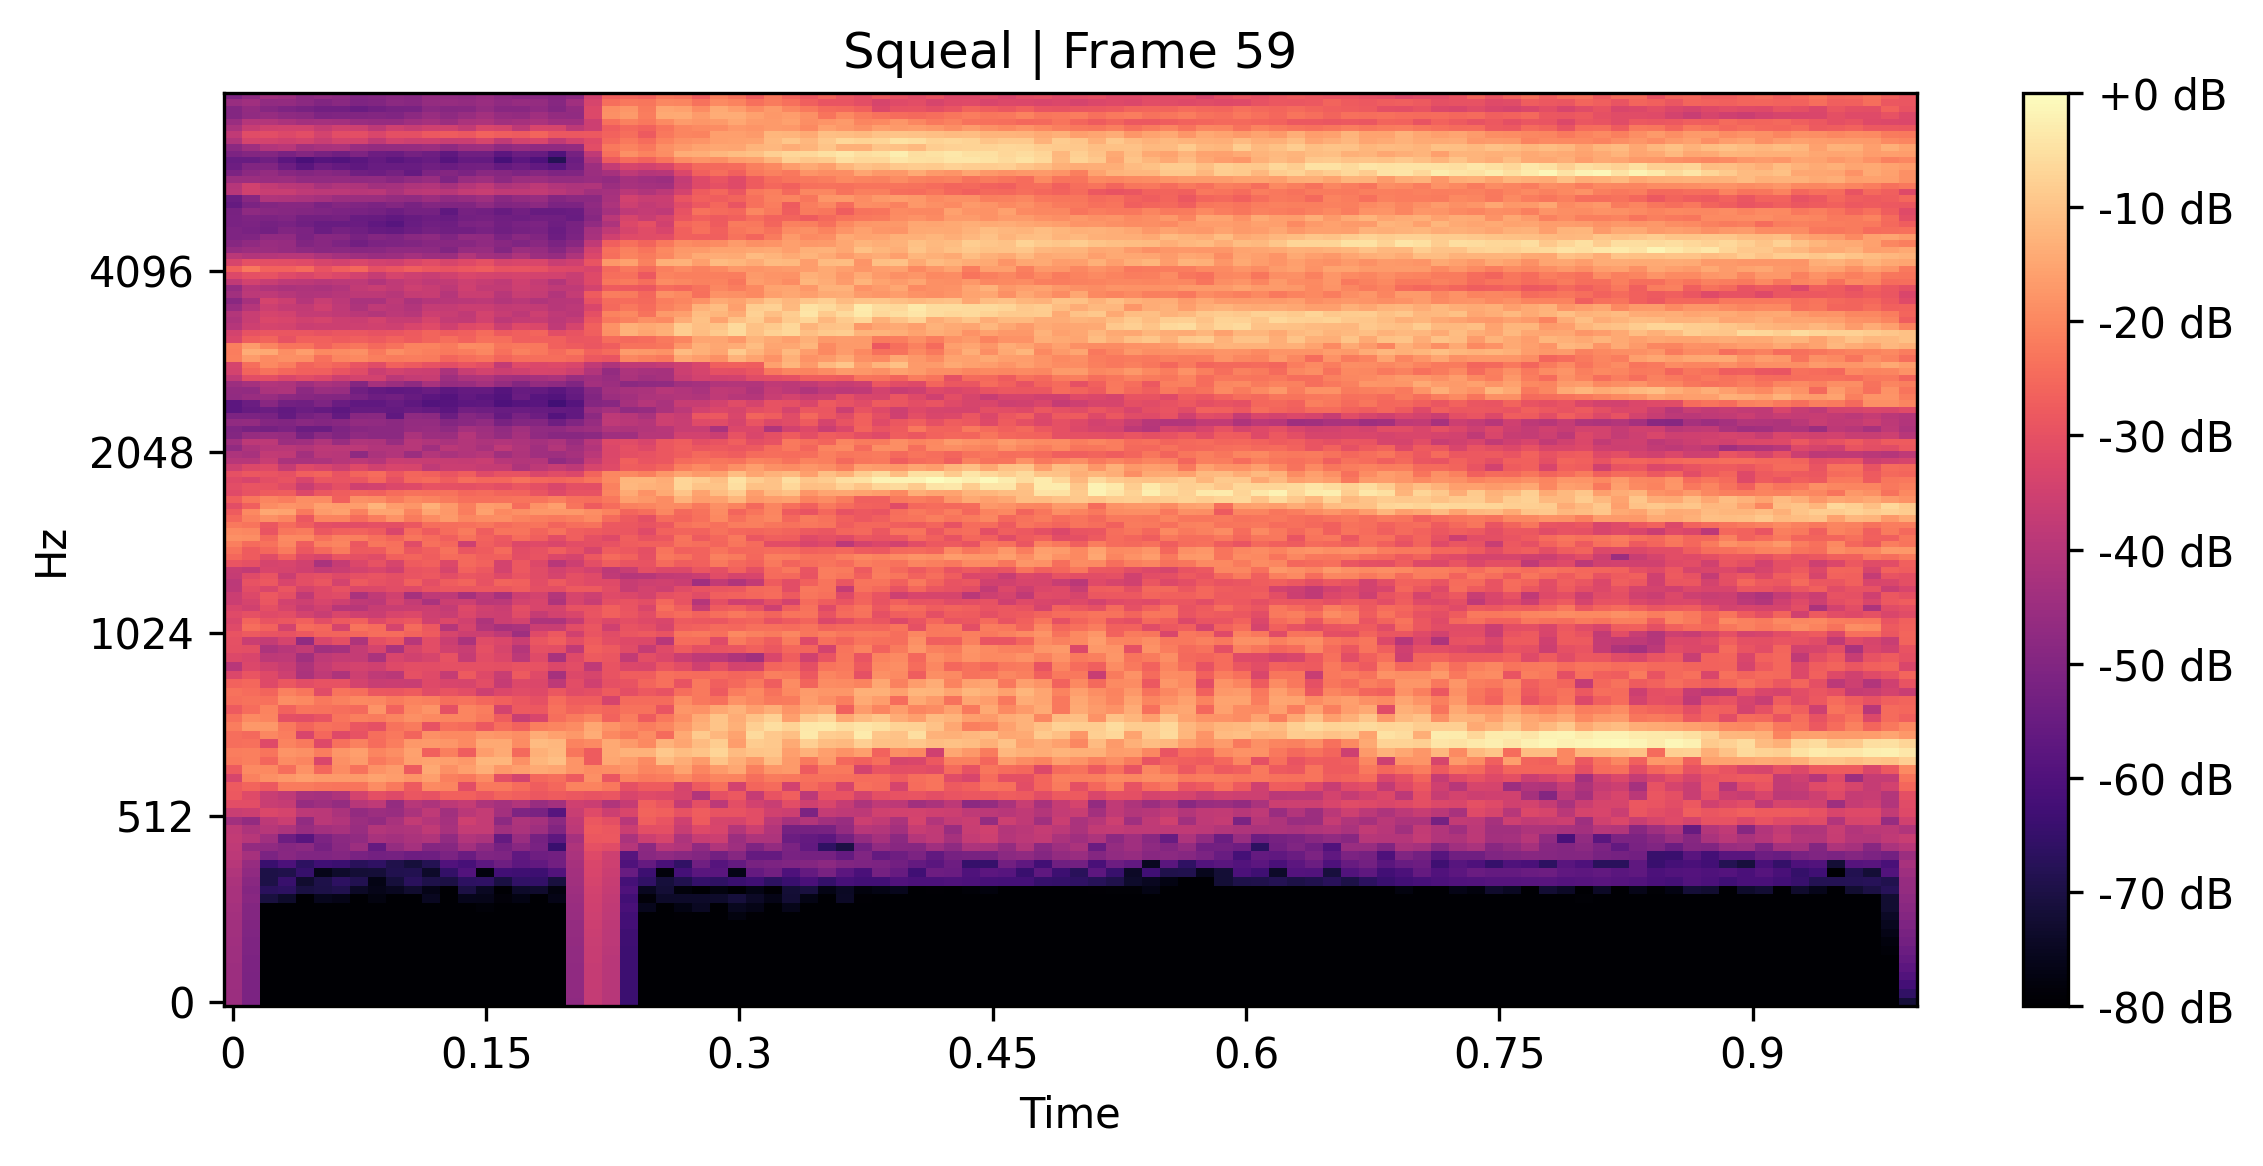 Squeal | Frame 59
+0 dB
-10 dB
-20 dB
-30 dB
-40 dB
-50 dB
-60 dB
-70 dB
-80 dB
Hz
4096
2048
1024
512
0
0 0.15 0.3 0.45 0.6 0.75 0.9
Time